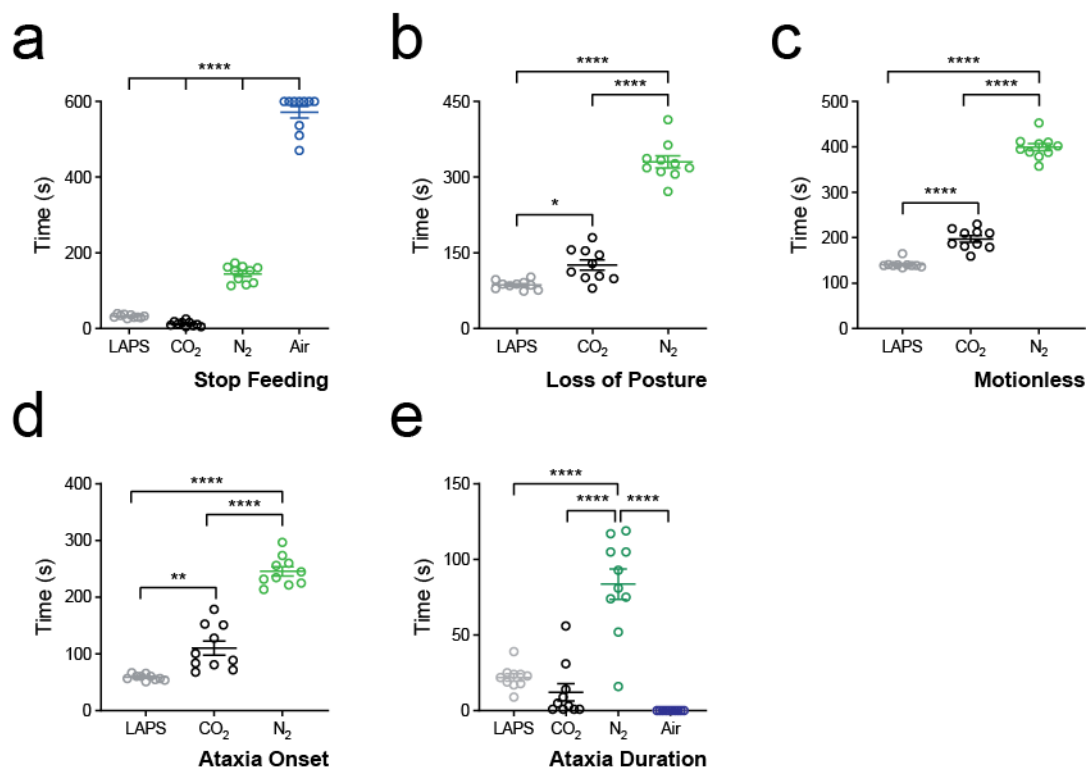 a
****
600
400
200
0
Time (s)
LAPS CO₂ N₂ Air
Stop Feeding
b
****
****
*
450
300
150
0
Time (s)
LAPS CO₂ N₂
Loss of Posture
c
****
****
****
500
400
300
200
100
0
Time (s)
LAPS CO₂ N₂
Motionless
d
****
****
**
400
300
200
100
0
Time (s)
LAPS CO₂ N₂
Ataxia Onset
e
****
**** ****
150
100
50
0
Time (s)
LAPS CO₂ N₂ Air
Ataxia Duration